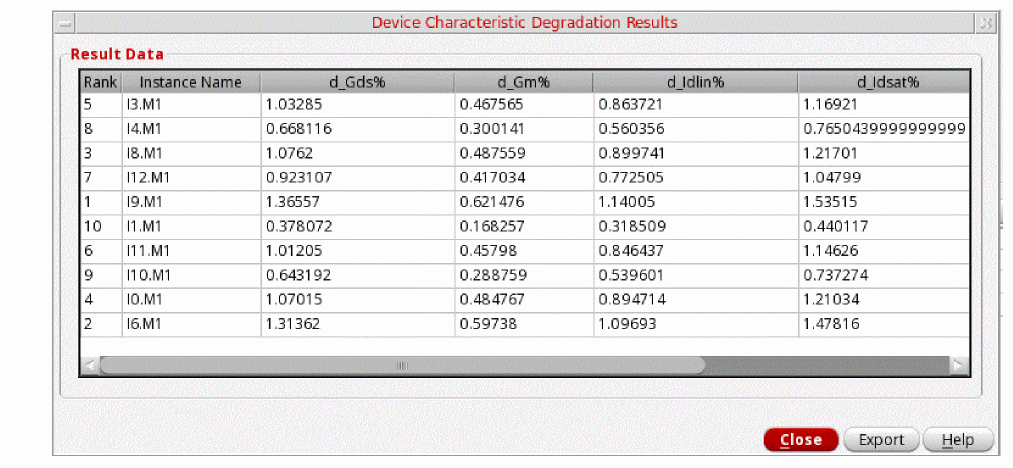 Device Characteristic Degradation Results
Result Data
Rank Instance Name d_Gds% d_Gm% d_Idlin% d_Idsat%
5 I3.M1 1.03285 0.467565 0.863721 1.16921
8 I4.M1 0.668116 0.300141 0.560356 0.7650439999999999
3 I8.M1 1.0762 0.487559 0.899741 1.21701
7 I12.M1 0.923107 0.417034 0.772505 1.04799
1 I9.M1 1.36557 0.621476 1.14005 1.53515
10 I1.M1 0.378072 0.168257 0.318509 0.440117
6 I11.M1 1.01205 0.45798 0.846437 1.14626
9 I10.M1 0.643192 0.288759 0.539601 0.737274
4 I0.M1 1.07015 0.484767 0.894714 1.21034
2 I6.M1 1.31362 0.59738 1.09693 1.47816
Close Export Help